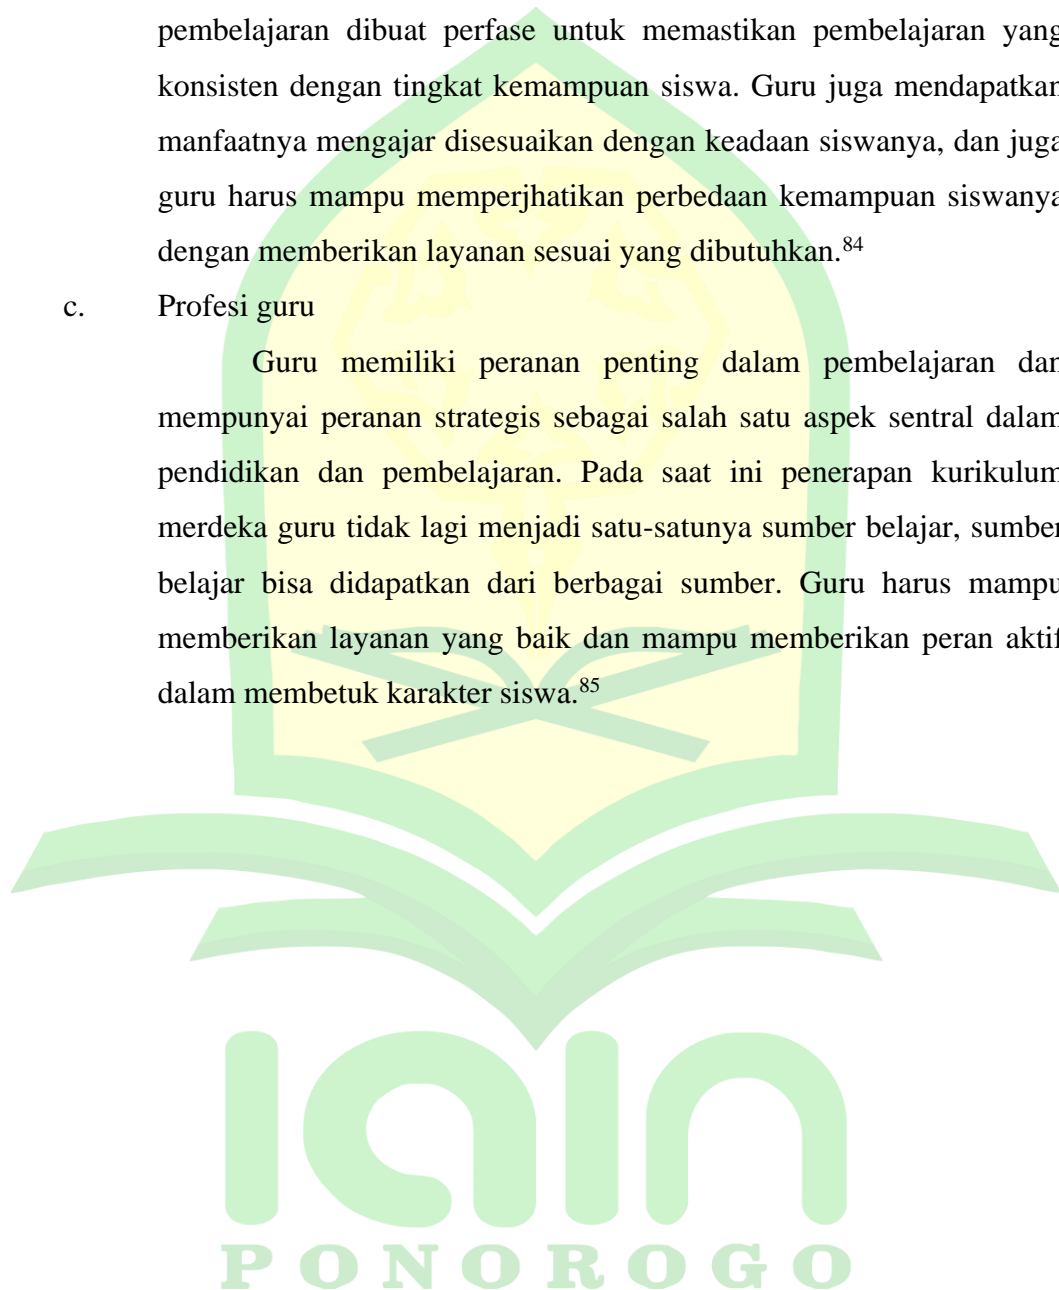 pembelajaran dibuat perfase untuk memastikan pembelajaran yang
konsisten dengan tingkat kemampuan siswa. Guru juga mendapatkan
manfaatnya mengajar disesuaikan dengan keadaan siswanya, dan juga
guru harus mampu memperjhatikan perbedaan kemampuan siswanya
dengan memberikan layanan sesuai yang dibutuhkan.84
c. Profesi guru
Guru memiliki peranan penting dalam pembelajaran dan
mempunyai peranan strategis sebagai salah satu aspek sentral dalam
pendidikan dan pembelajaran. Pada saat ini penerapan kurikulum
merdeka guru tidak lagi menjadi satu-satunya sumber belajar, sumber
belajar bisa didapatkan dari berbagai sumber. Guru harus mampu
memberikan layanan yang baik dan mampu memberikan peran aktif
dalam membetuk karakter siswa.85
iain
PONOROGO